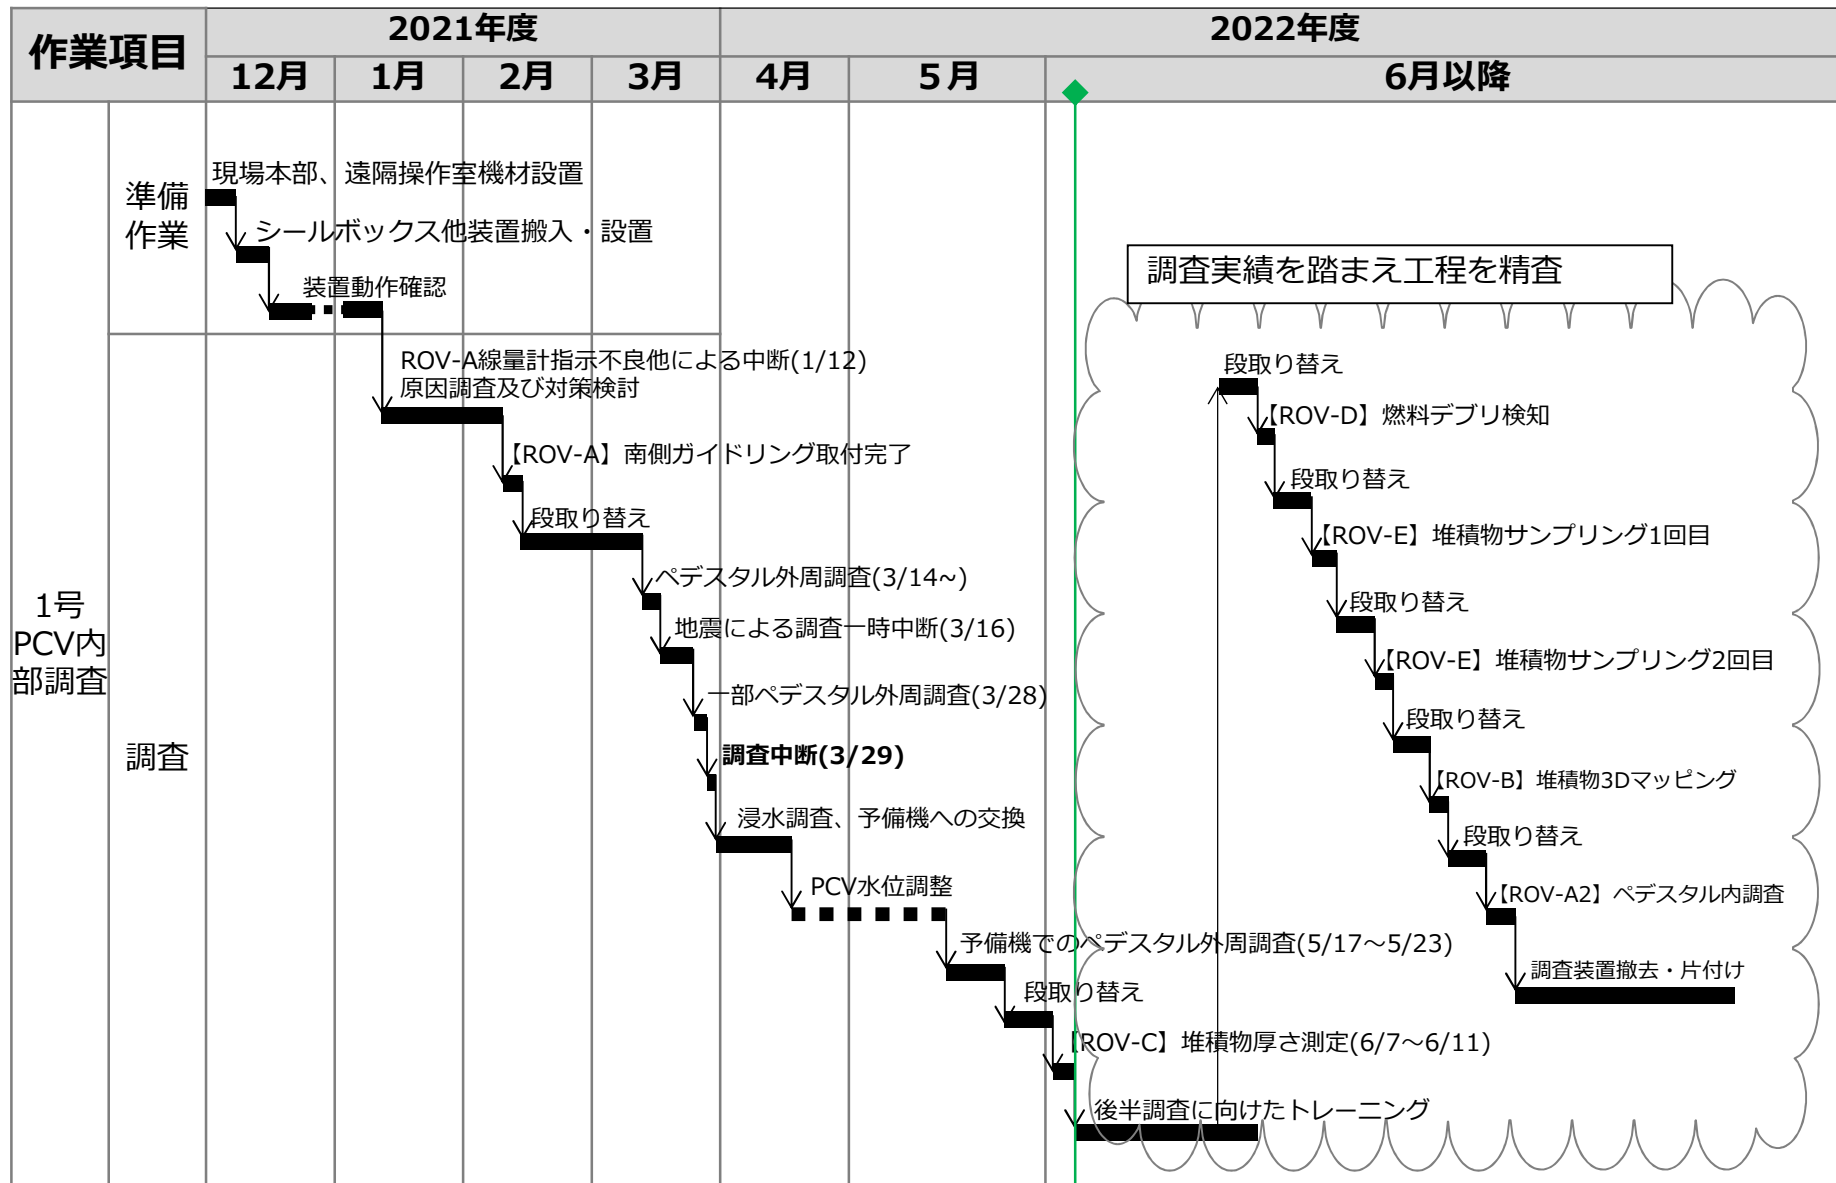 作業項目
2021年度
2022年度
12月
1月
2月
3月
4月
5月
6月以降
1号
PCV内
部調査
準備
作業
現場本部、遠隔操作室機材設置
シールボックス他装置搬入・設置
装置動作確認
調査
ROV-A線量計指示不良他による中断(1/12)
原因調査及び対策検討
【ROV-A】南側ガイドリング取付完了
段取り替え
ペデスタル外周調査(3/14~)
地震による調査一時中断(3/16)
一部ペデスタル外周調査(3/28)
調査中断(3/29)
浸水調査、予備機への交換
PCV水位調整
予備機でのペデスタル外周調査(5/17～5/23)
段取り替え
【ROV-C】堆積物厚さ測定(6/7～6/11)
後半調査に向けたトレーニング
調査実績を踏まえ工程を精査
段取り替え
【ROV-D】燃料デブリ検知
段取り替え
【ROV-E】堆積物サンプリング1回目
段取り替え
【ROV-E】堆積物サンプリング2回目
段取り替え
【ROV-B】堆積物3Dマッピング
段取り替え
【ROV-A2】ペデスタル内調査
調査装置撤去・片付け